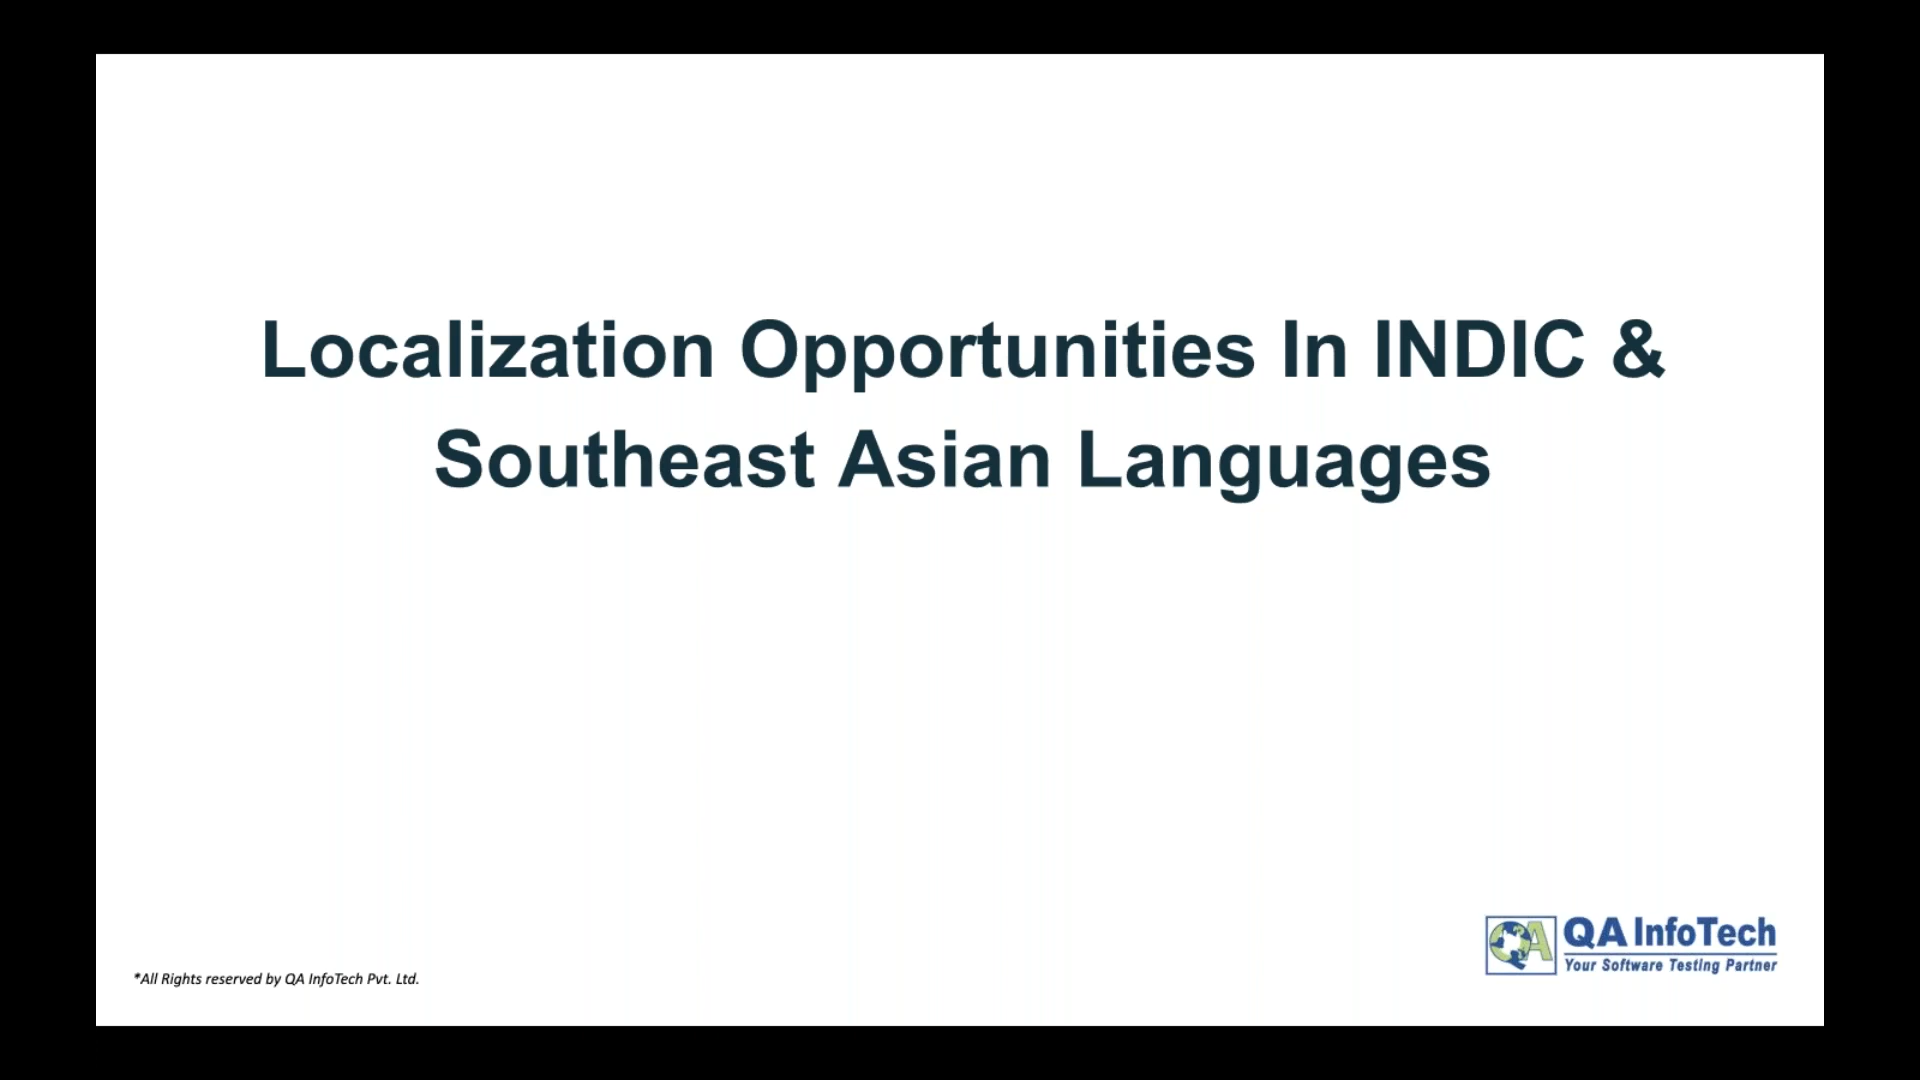 Localization Opportunities In INDIC &
Southeast Asian Languages
QA QA InfoTech
Your Software Testing Partner
*All Rights reserved by QA InfoTech Pvt. Ltd.